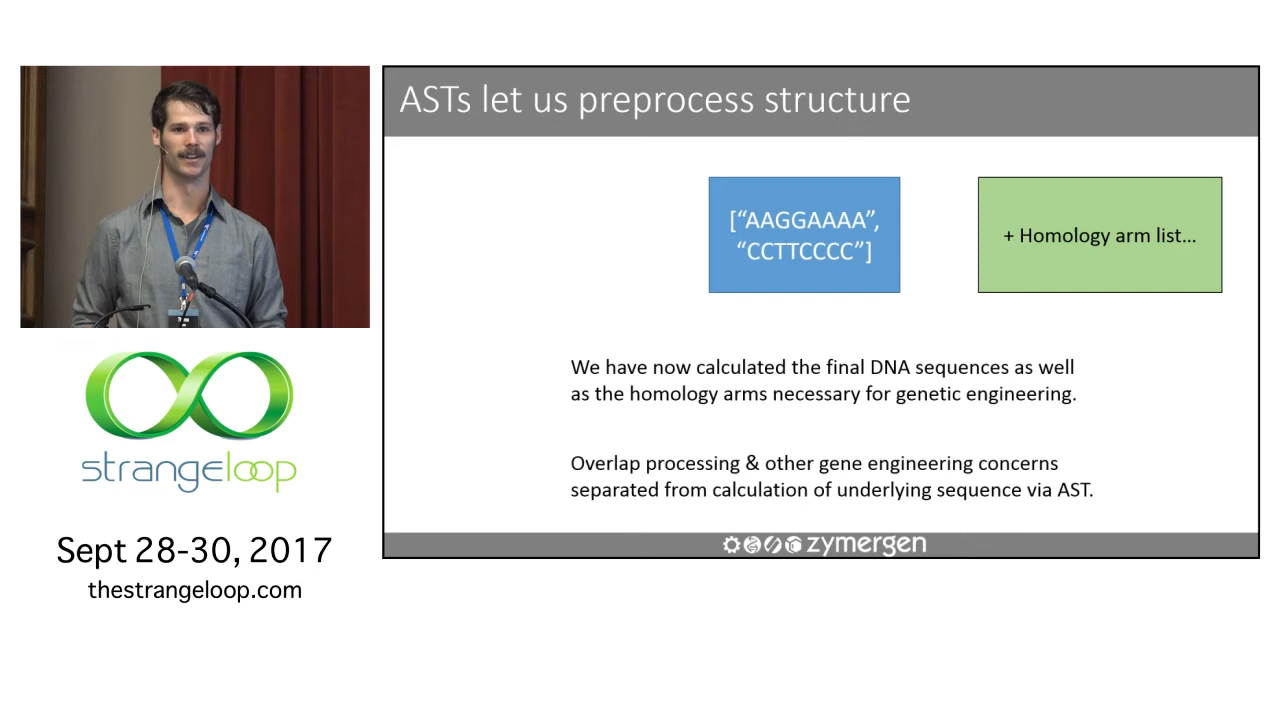 ASTs let us preprocess structure
[“AAGGAAAA”,
“CCTTCCCC”]
+ Homology arm list...
We have now calculated the final DNA sequences as well
as the homology arms necessary for genetic engineering.
Overlap processing & other gene engineering concerns
separated from calculation of underlying sequence via AST.
zymergen
strangeloop
Sept 28-30, 2017
thestrangeloop.com